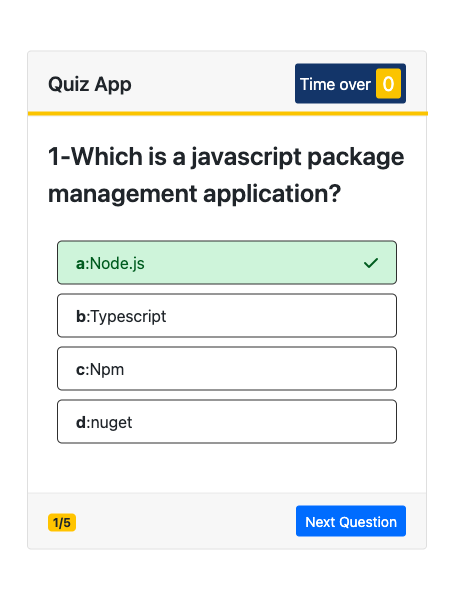 Quiz App
Time over 0
1-Which is a javascript package
management application?
a:Node.js
b:Typescript
c:Npm
d:nuget
1/5
Next Question